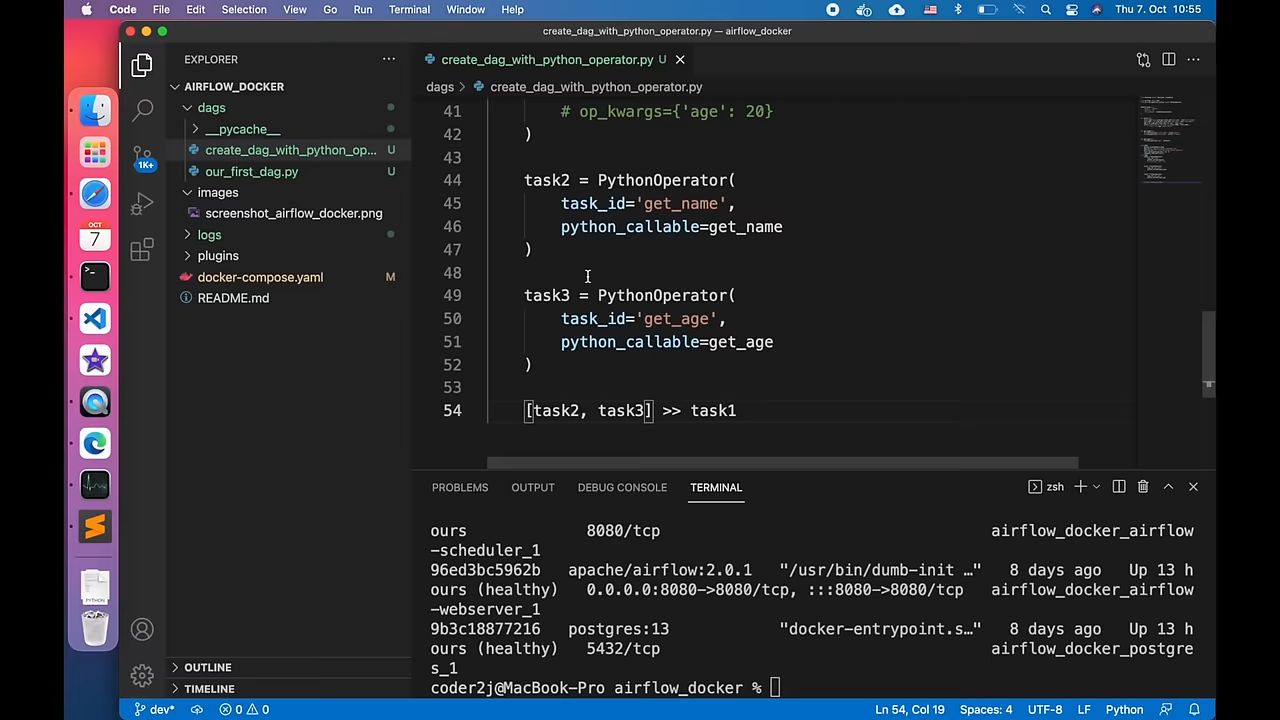 Code File Edit Selection View Go Run Terminal Window Help Thu 7. Oct 10:55
create_dag_with_python_operator.py — airflow_docker
EXPLORER
create_dag_with_python_operator.py U
AIRFLOW_DOCKER
dags > create_dag_with_python_operator.py
dags
__pycache__
create_dag_with_python_op... U
our_first_dag.py U
images
screenshot_airflow_docker.png
logs
plugins
docker-compose.yaml M
README.md
OUTLINE
TIMELINE
1K+
OCT
7
PYTHON
41 # op_kwargs={'age': 20}
42 )
43
44 task2 = PythonOperator(
45 task_id='get_name',
46 python_callable=get_name
47 )
48
49 task3 = PythonOperator(
50 task_id='get_age',
51 python_callable=get_age
52 )
53
54 [task2, task3] >> task1
PROBLEMS OUTPUT DEBUG CONSOLE TERMINAL zsh
ours 8080/tcp airflow_docker_airflow
-scheduler_1
96ed3bc5962b apache/airflow:2.0.1 "/usr/bin/dumb-init …" 8 days ago Up 13 h
ours (healthy) 0.0.0.0:8080->8080/tcp, :::8080->8080/tcp airflow_docker_airflow
-webserver_1
9b3c18877216 postgres:13 "docker-entrypoint.s…" 8 days ago Up 13 h
ours (healthy) 5432/tcp airflow_docker_postgre
s_1
coder2j@MacBook-Pro airflow_docker %
dev* 0 0 Ln 54, Col 19 Spaces: 4 UTF-8 LF Python